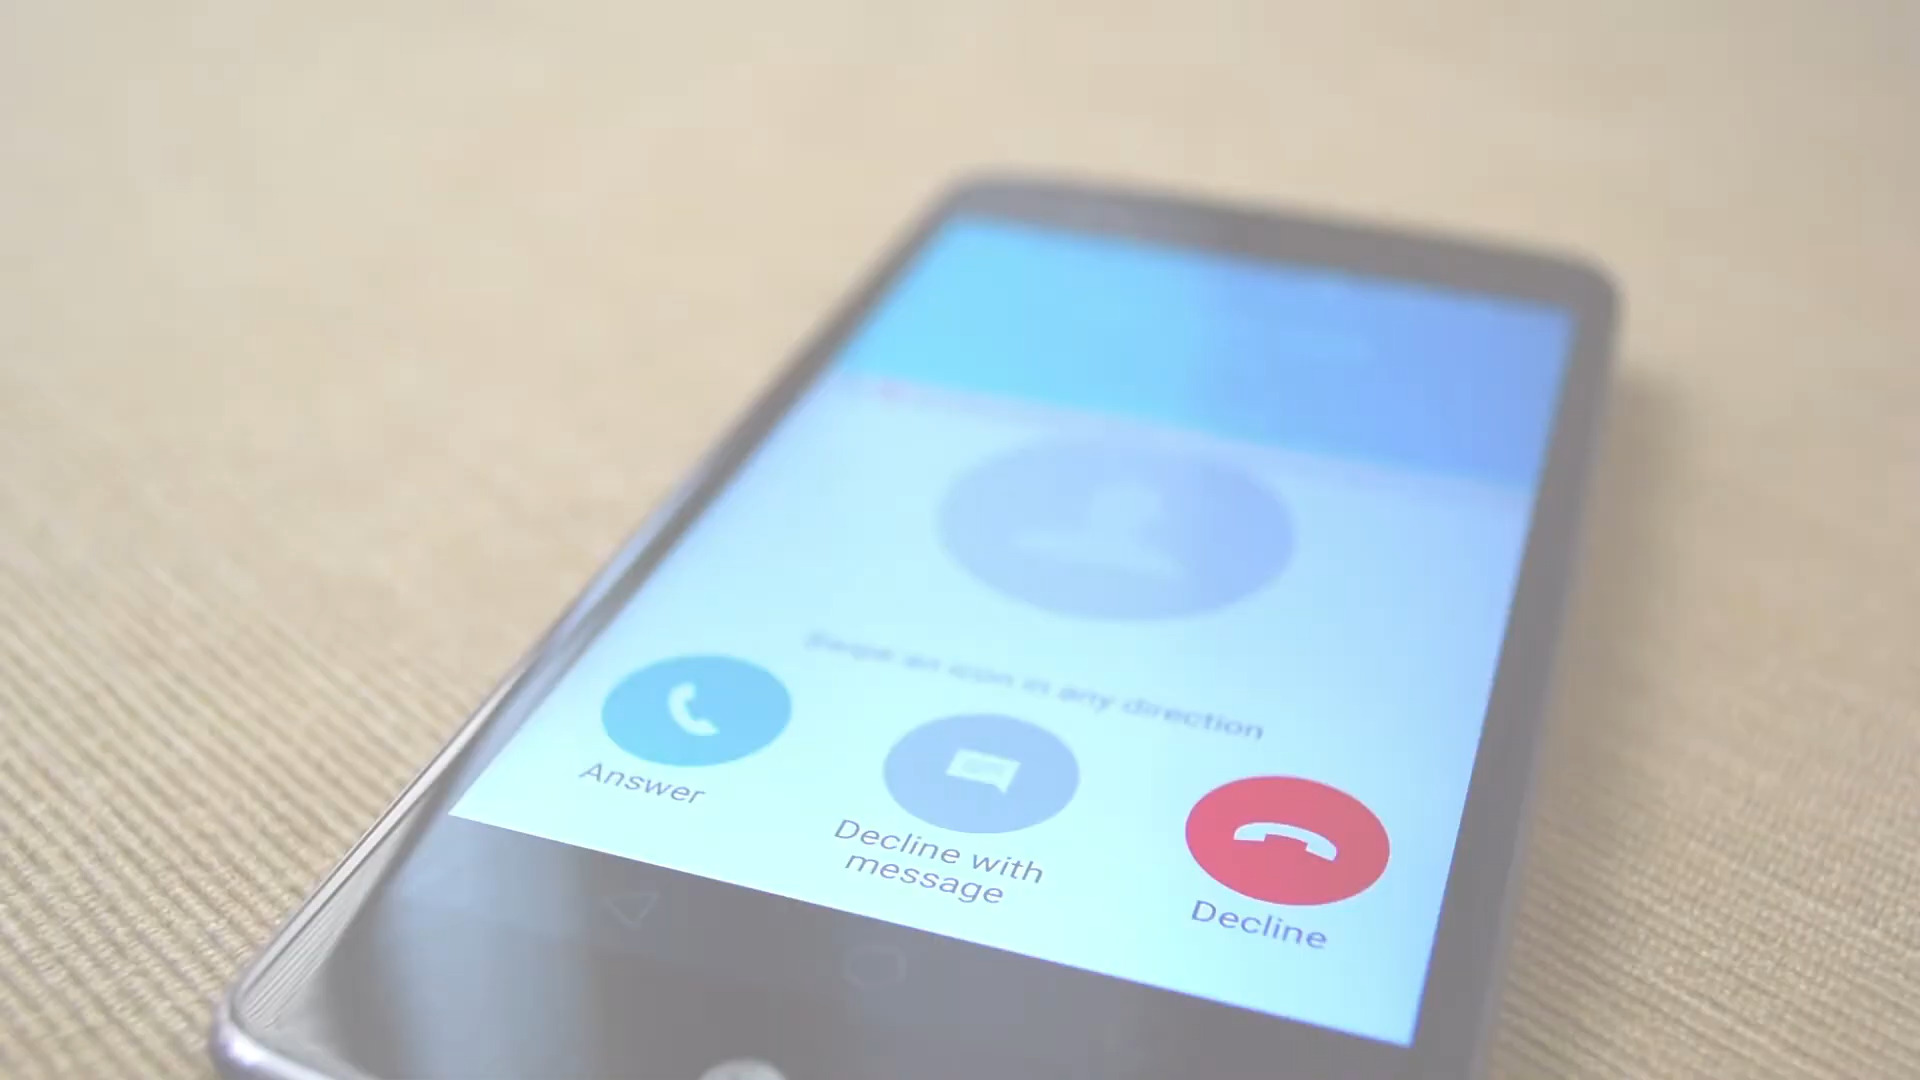 Swipe an icon in any direction
Answer
Decline with
message
Decline